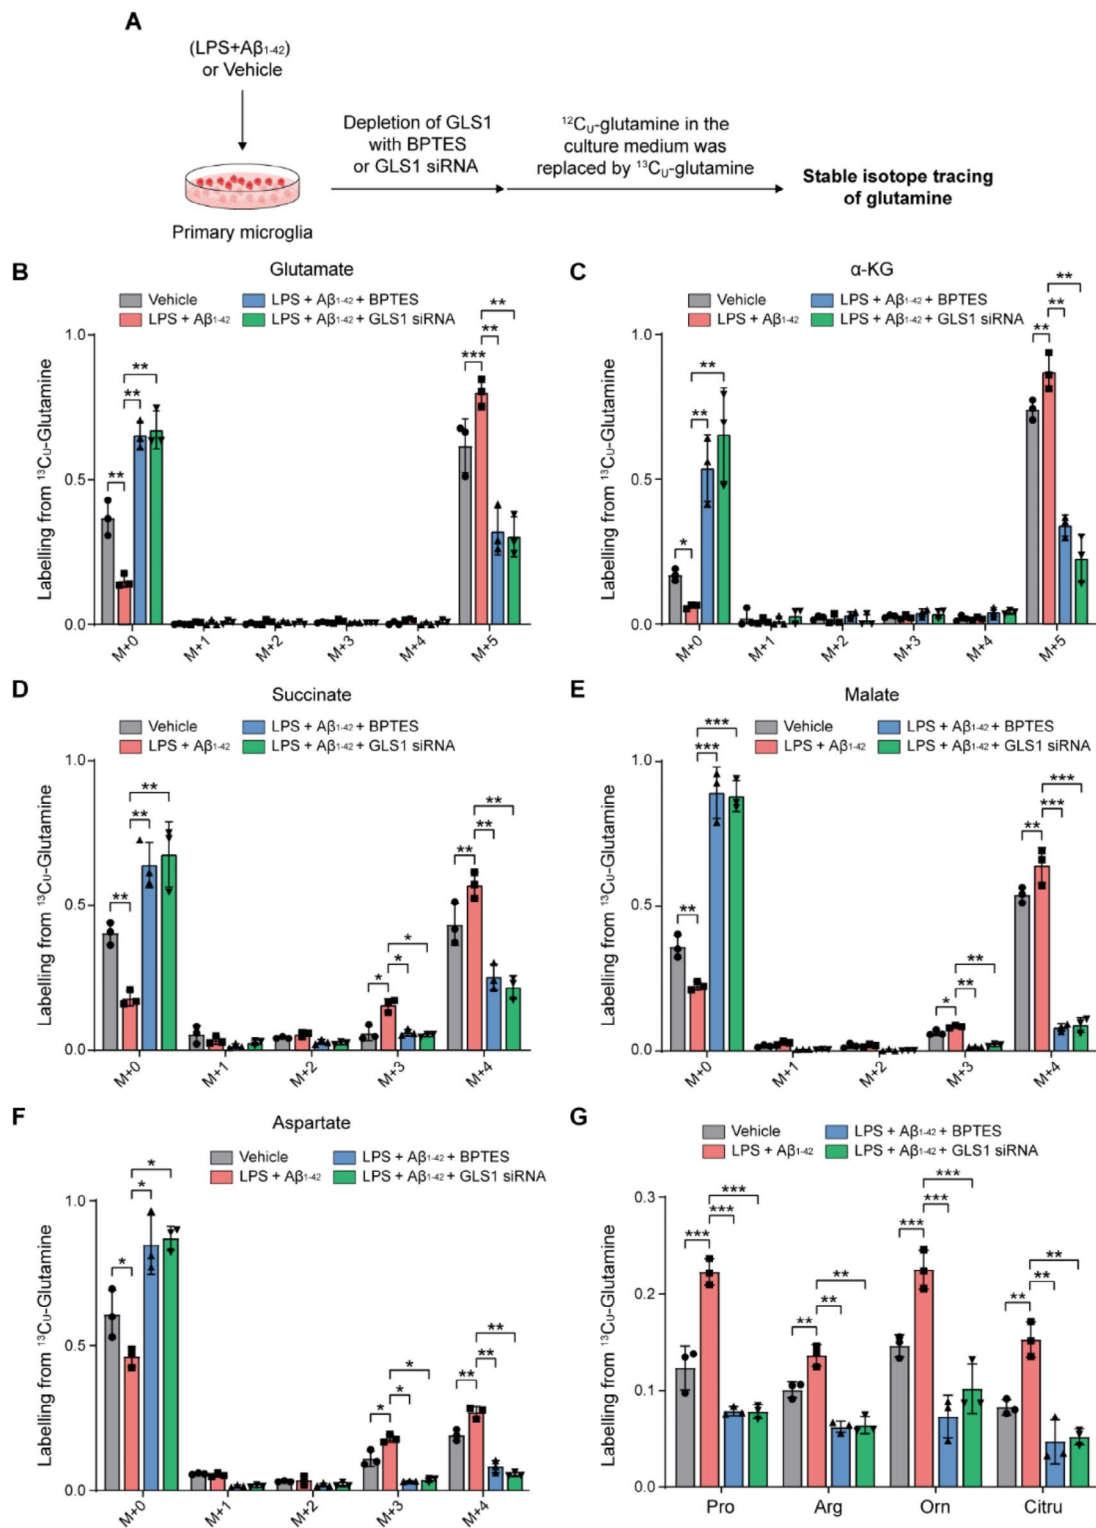 A
(LPS+Aβ1-42)
or Vehicle
Primary microglia
Depletion of GLS1
with BPTES
or GLS1 siRNA
12CU-glutamine in the
culture medium was
replaced by 13CU-glutamine
Stable isotope tracing
of glutamine
B
Glutamate
Vehicle
LPS + Aβ1-42
LPS + Aβ1-42 + BPTES
LPS + Aβ1-42 + GLS1 siRNA
Labelling from 13CU-Glutamine
1.0
0.5
0.0
** ** ** *** ** **
M+0 M+1 M+2 M+3 M+4 M+5
C
α-KG
Vehicle
LPS + Aβ1-42
LPS + Aβ1-42 + BPTES
LPS + Aβ1-42 + GLS1 siRNA
Labelling from 13CU-Glutamine
1.0
0.5
0.0
* ** ** ** ** **
M+0 M+1 M+2 M+3 M+4 M+5
D
Succinate
Vehicle
LPS + Aβ1-42
LPS + Aβ1-42 + BPTES
LPS + Aβ1-42 + GLS1 siRNA
Labelling from 13CU-Glutamine
1.0
0.5
0.0
** ** ** * * * ** ** **
M+0 M+1 M+2 M+3 M+4
E
Malate
Vehicle
LPS + Aβ1-42
LPS + Aβ1-42 + BPTES
LPS + Aβ1-42 + GLS1 siRNA
Labelling from 13CU-Glutamine
1.0
0.5
0.0
** *** *** * ** ** ** *** ***
M+0 M+1 M+2 M+3 M+4
F
Aspartate
Vehicle
LPS + Aβ1-42
LPS + Aβ1-42 + BPTES
LPS + Aβ1-42 + GLS1 siRNA
Labelling from 13CU-Glutamine
1.0
0.5
0.0
* * * * * * ** ** **
M+0 M+1 M+2 M+3 M+4
G
Vehicle
LPS + Aβ1-42
LPS + Aβ1-42 + BPTES
LPS + Aβ1-42 + GLS1 siRNA
Labelling from 13CU-Glutamine
0.3
0.2
0.1
0.0
*** *** *** ** ** ** *** *** *** ** ** **
Pro Arg Orn Citru